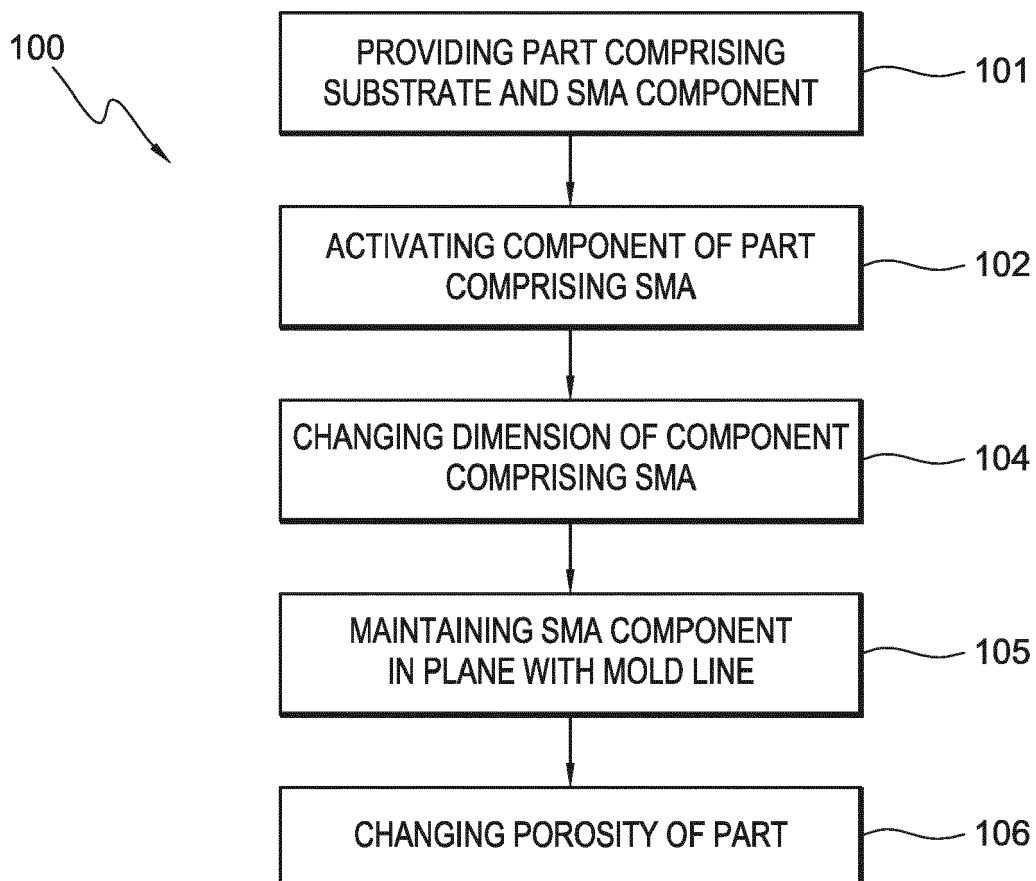 100
PROVIDING PART COMPRISING
SUBSTRATE AND SMA COMPONENT
101
ACTIVATING COMPONENT OF PART
COMPRISING SMA
102
CHANGING DIMENSION OF COMPONENT
COMPRISING SMA
104
MAINTAINING SMA COMPONENT
IN PLANE WITH MOLD LINE
105
CHANGING POROSITY OF PART
106